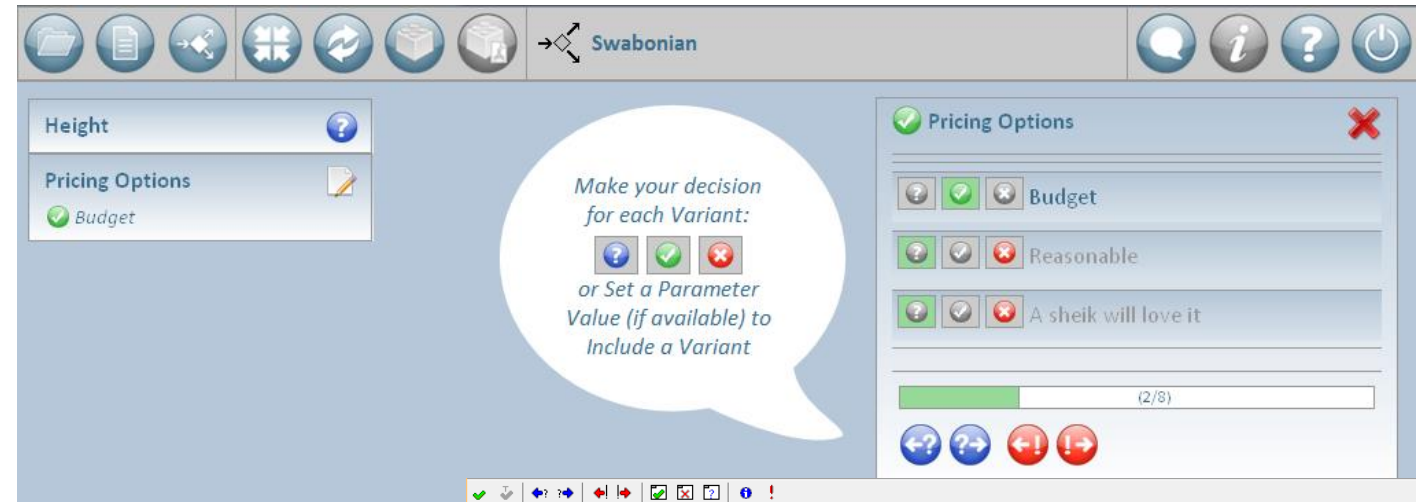 Swabonian
Height
Pricing Options
Budget
Make your decision
for each Variant:
or Set a Parameter
Value (if available) to
Include a Variant
Pricing Options
Budget
Reasonable
A sheik will love it
(2/8)